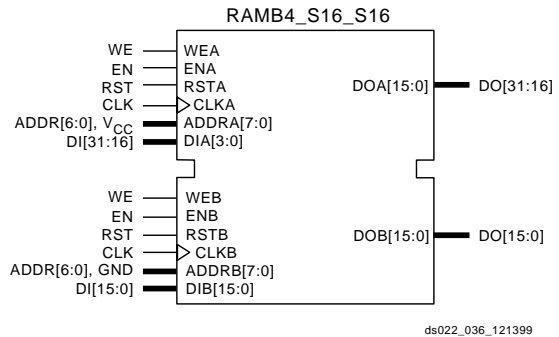 RAMB4_S16_S16
WE WEA
EN ENA
RST RSTA
CLK CLKA
ADDR[6:0], VCC ADDRA[7:0]
DI[31:16] DIA[3:0]
DOA[15:0] DO[31:16]
WE WEB
EN ENB
RST RSTB
CLK CLKB
ADDR[6:0], GND ADDRB[7:0]
DI[15:0] DIB[15:0]
DOB[15:0] DO[15:0]
ds022_036_121399